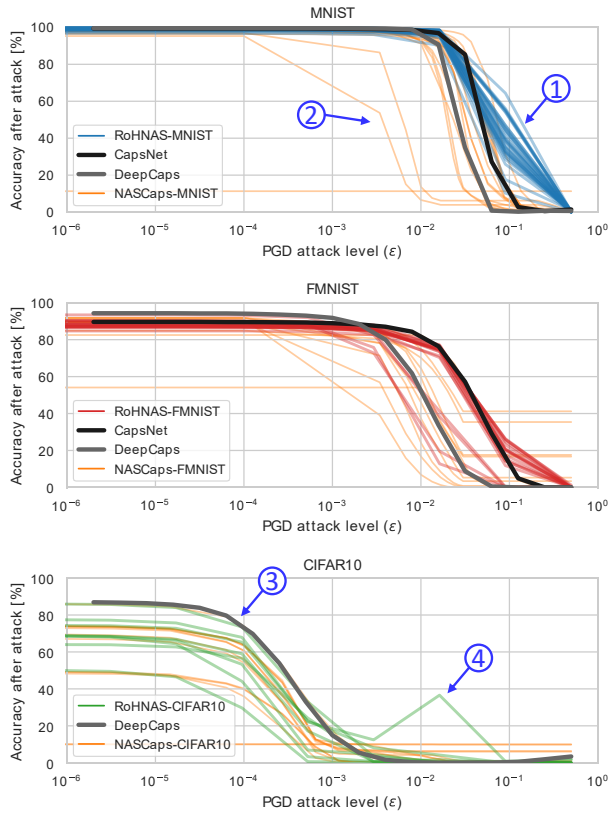 MNIST
Accuracy after attack [%]
100
80
60
40
20
0
①
②
RoHNAS-MNIST
CapsNet
DeepCaps
NASCaps-MNIST
10⁻⁶ 10⁻⁵ 10⁻⁴ 10⁻³ 10⁻² 10⁻¹ 10⁰
PGD attack level (ε)
FMNIST
Accuracy after attack [%]
100
80
60
40
20
0
RoHNAS-FMNIST
CapsNet
DeepCaps
NASCaps-FMNIST
10⁻⁶ 10⁻⁵ 10⁻⁴ 10⁻³ 10⁻² 10⁻¹ 10⁰
PGD attack level (ε)
CIFAR10
Accuracy after attack [%]
100
80
60
40
20
0
③
④
RoHNAS-CIFAR10
DeepCaps
NASCaps-CIFAR10
10⁻⁶ 10⁻⁵ 10⁻⁴ 10⁻³ 10⁻² 10⁻¹ 10⁰
PGD attack level (ε)